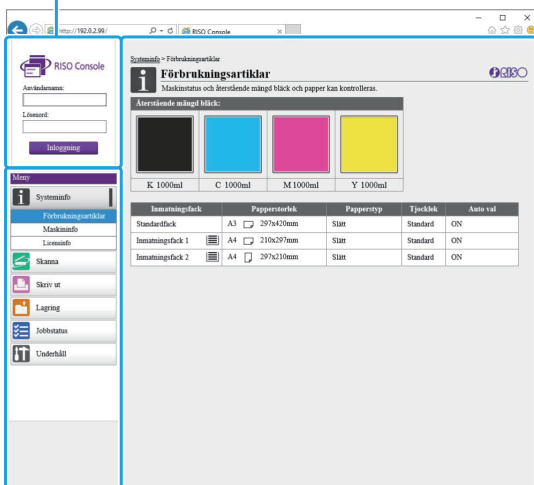 http://192.0.2.99/
RISO Console
RISO Console
Användarnamn:
Lösenord:
Inloggning
Meny
Systeminfo
Förbrukningsartiklar
Maskininfo
Licensinfo
Skanna
Skriv ut
Lagring
Jobbstatus
Underhåll
Systeminfo > Förbrukningsartiklar
Förbrukningsartiklar
RISO
Maskinstatus och återstående mängd bläck och papper kan kontrolleras.
Återstående mängd bläck:
K 1000ml C 1000ml M 1000ml Y 1000ml
Inmatningsfack Papperstorlek Papperstyp Tjocklek Auto val
Standardfack A3 297x420mm Slätt Standard ON
Inmatningsfack 1 A4 210x297mm Slätt Standard ON
Inmatningsfack 2 A4 297x210mm Slätt Standard ON